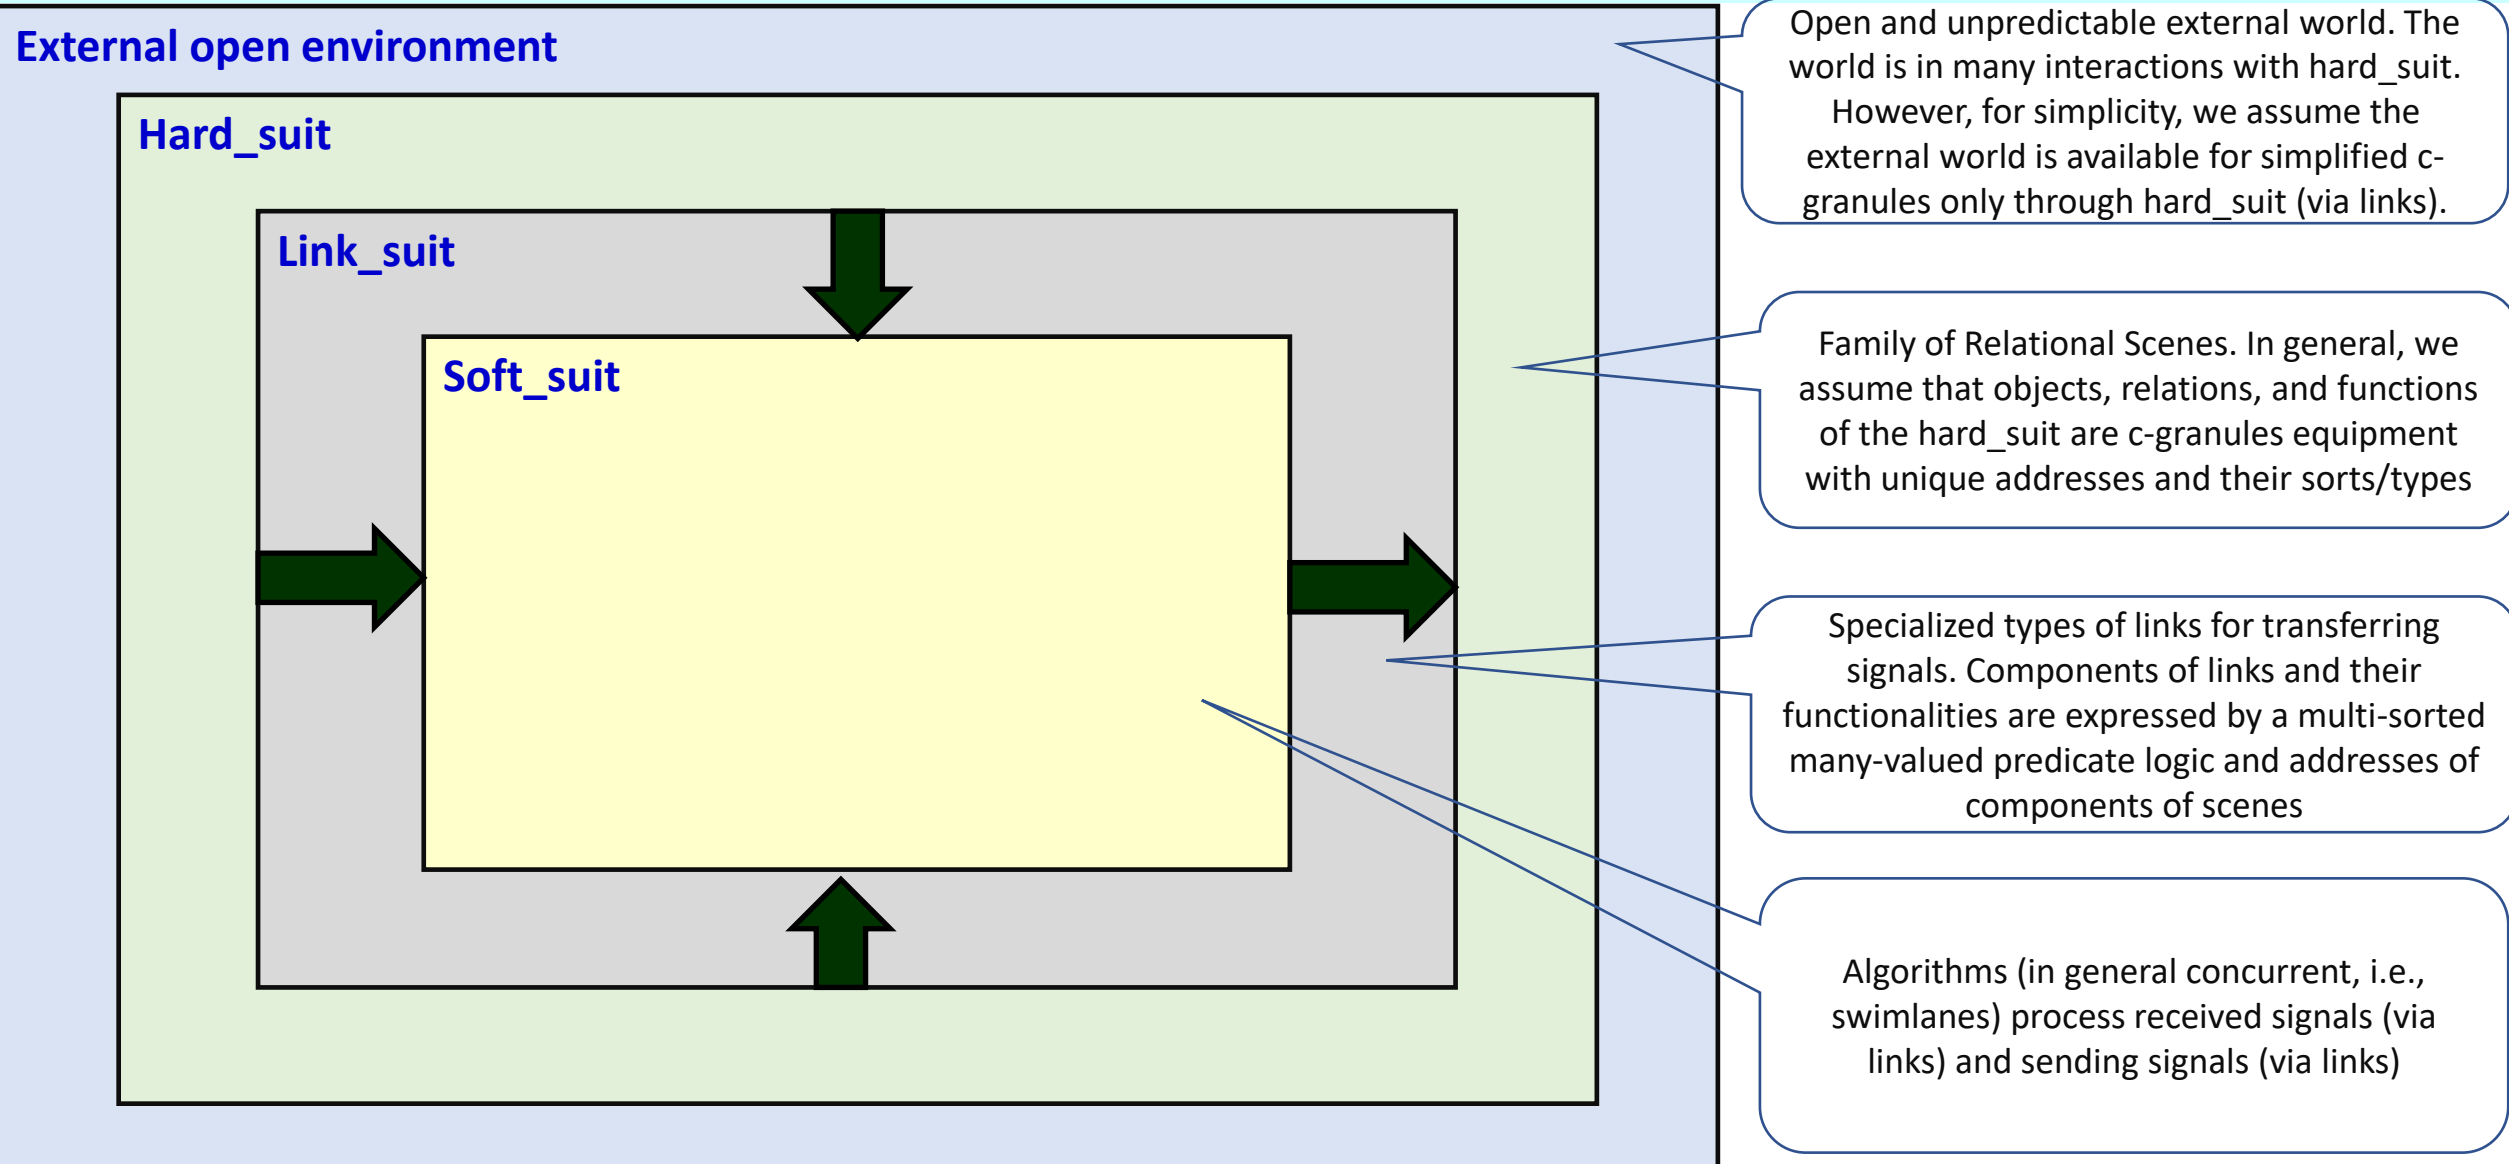 External open environment
Hard_suit
Link_suit
Soft_suit
Open and unpredictable external world. The
world is in many interactions with hard_suit.
However, for simplicity, we assume the
external world is available for simplified c-
granules only through hard_suit (via links).
Family of Relational Scenes. In general, we
assume that objects, relations, and functions
of the hard_suit are c-granules equipment
with unique addresses and their sorts/types
Specialized types of links for transferring
signals. Components of links and their
functionalities are expressed by a multi-sorted
many-valued predicate logic and addresses of
components of scenes
Algorithms (in general concurrent, i.e.,
swimlanes) process received signals (via
links) and sending signals (via links)